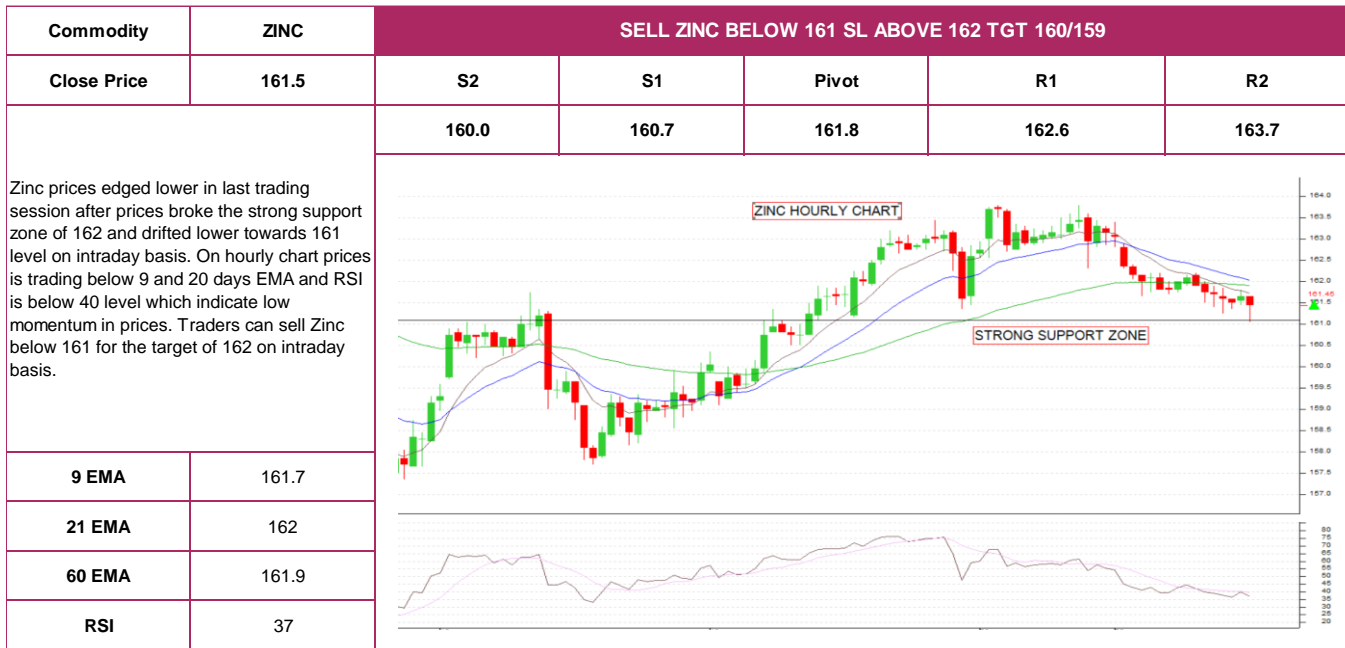 Commodity ZINC SELL ZINC BELOW 161 SL ABOVE 162 TGT 160/159
Close Price 161.5 S2 S1 Pivot R1 R2
160.0 160.7 161.8 162.6 163.7
Zinc prices edged lower in last trading
session after prices broke the strong support
zone of 162 and drifted lower towards 161
level on intraday basis. On hourly chart prices
is trading below 9 and 20 days EMA and RSI
is below 40 level which indicate low
momentum in prices. Traders can sell Zinc
below 161 for the target of 162 on intraday
basis.
9 EMA 161.7
21 EMA 162
60 EMA 161.9
RSI 37
ZINC HOURLY CHART
STRONG SUPPORT ZONE
164.0
163.5
163.0
162.5
162.0
161.45
161.5
161.0
160.5
160.0
159.5
159.0
158.5
158.0
157.5
157.0
80
75
70
65
60
55
50
45
40
35
30
25
20